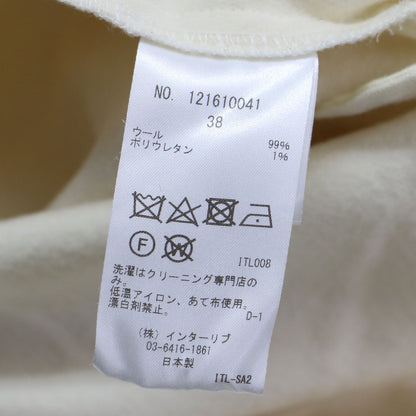 NO. 121610041
38
ウール 99%
ポリウレタン 1%
F W
ITL008
洗濯はクリーニング専門店の
み。
低温アイロン、あて布使用。
漂白剤禁止。 D-1
(株) インターリブ
03-6416-1861
日本製
ITL-SA2